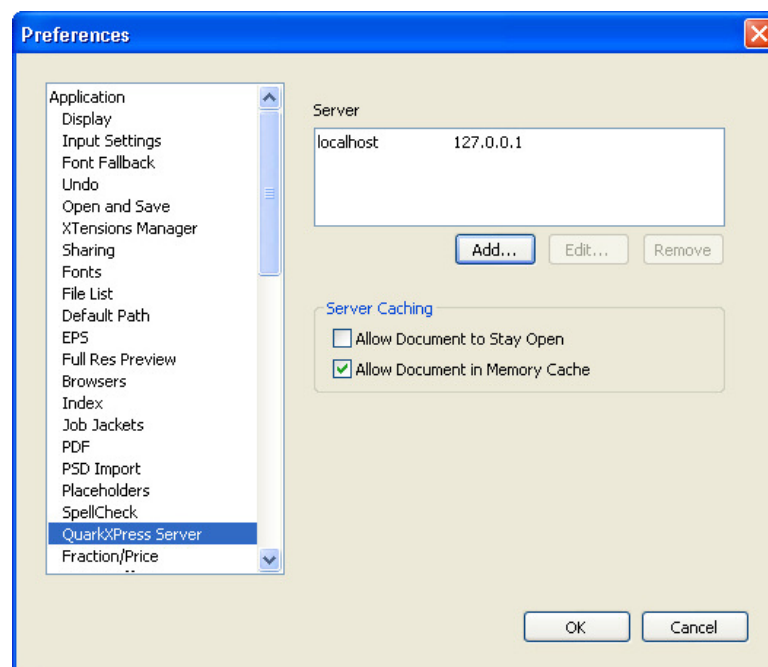 Preferences
Application
Display
Input Settings
Font Fallback
Undo
Open and Save
XTensions Manager
Sharing
Fonts
File List
Default Path
EPS
Full Res Preview
Browsers
Index
Job Jackets
PDF
PSD Import
Placeholders
SpellCheck
QuarkXPress Server
Fraction/Price
Server
localhost 127.0.0.1
Add... Edit... Remove
Server Caching
Allow Document to Stay Open
Allow Document in Memory Cache
OK Cancel